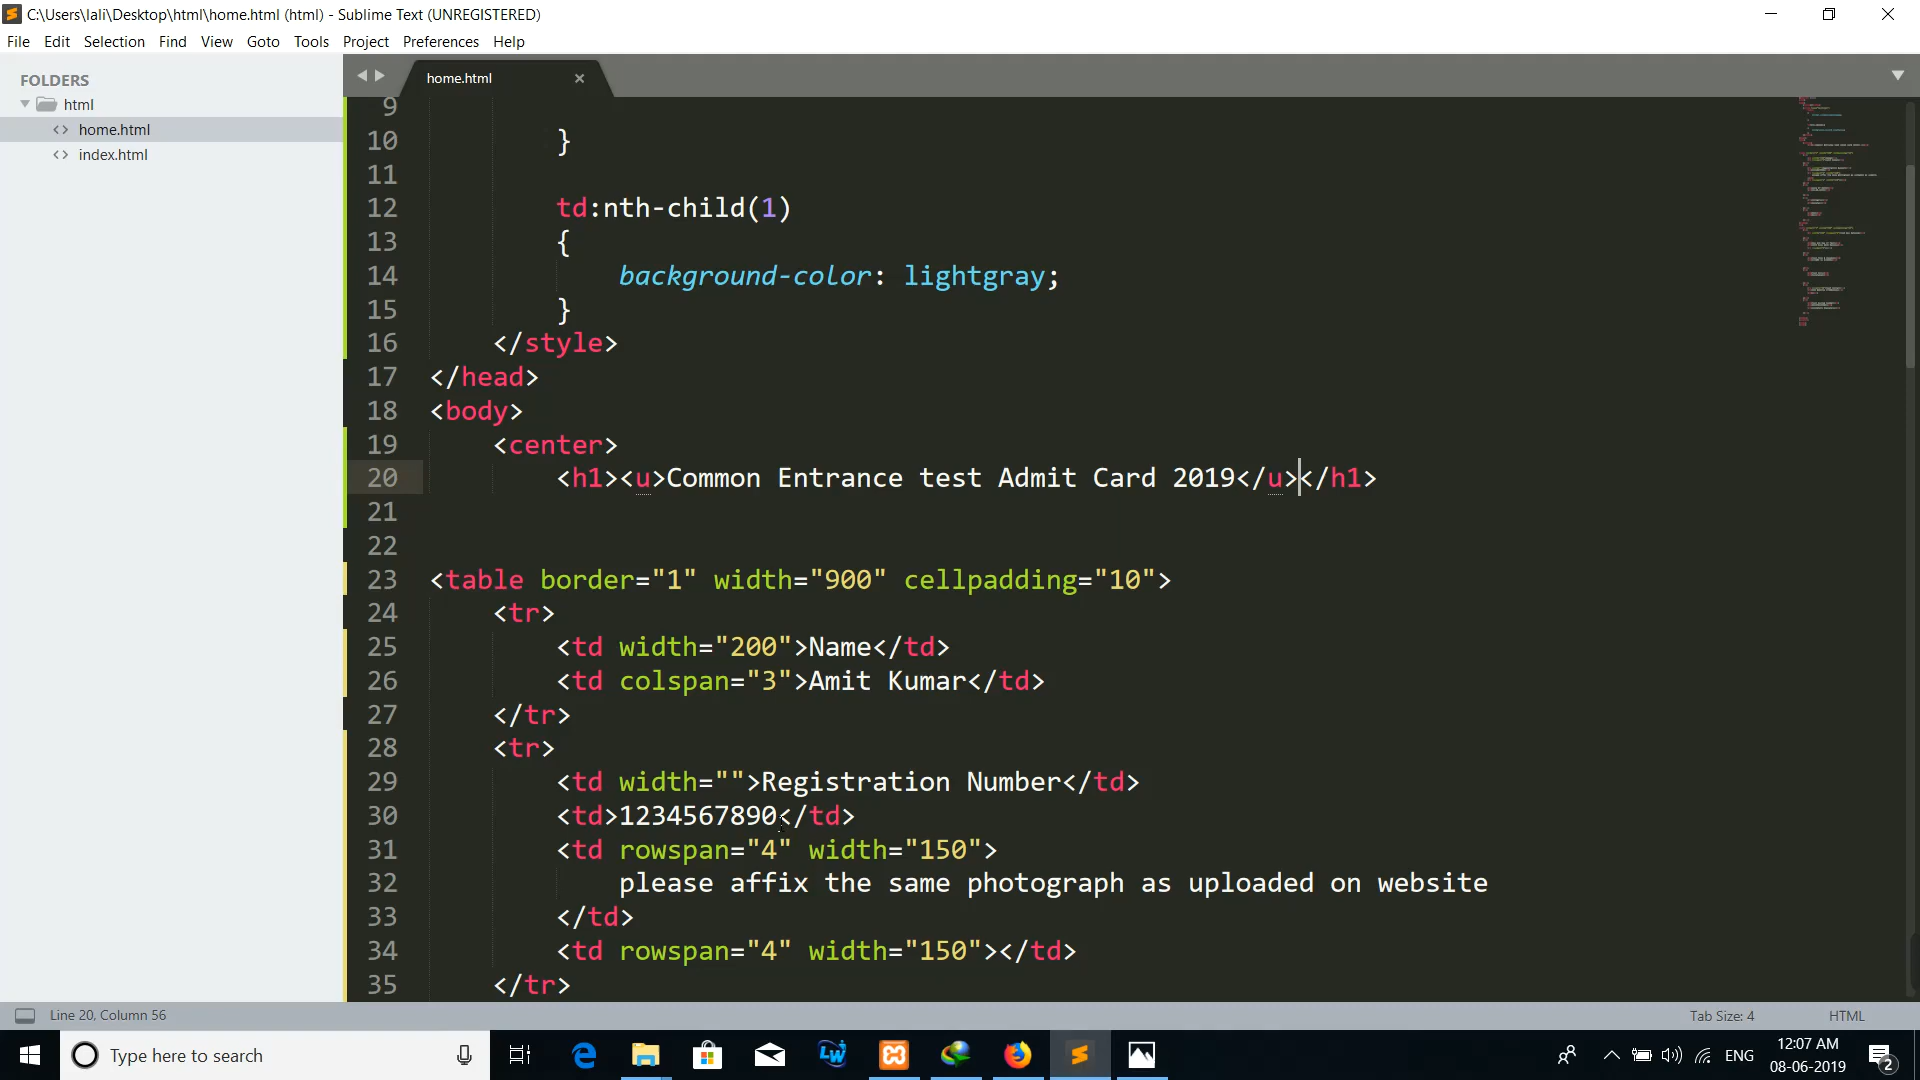 C:\Users\lali\Desktop\html\home.html (html) - Sublime Text (UNREGISTERED)
File Edit Selection Find View Goto Tools Project Preferences Help
FOLDERS
html
<> home.html
<> index.html
home.html
9
10 }
11
12 td:nth-child(1)
13 {
14 background-color: lightgray;
15 }
16 </style>
17 </head>
18 <body>
19 <center>
20 <h1><u>Common Entrance test Admit Card 2019</u></h1>
21
22
23 <table border="1" width="900" cellpadding="10">
24 <tr>
25 <td width="200">Name</td>
26 <td colspan="3">Amit Kumar</td>
27 </tr>
28 <tr>
29 <td width="">Registration Number</td>
30 <td>1234567890</td>
31 <td rowspan="4" width="150">
32 please affix the same photograph as uploaded on website
33 </td>
34 <td rowspan="4" width="150"></td>
35 </tr>
Line 20, Column 56
Tab Size: 4
HTML
Type here to search
ENG
12:07 AM
08-06-2019
2